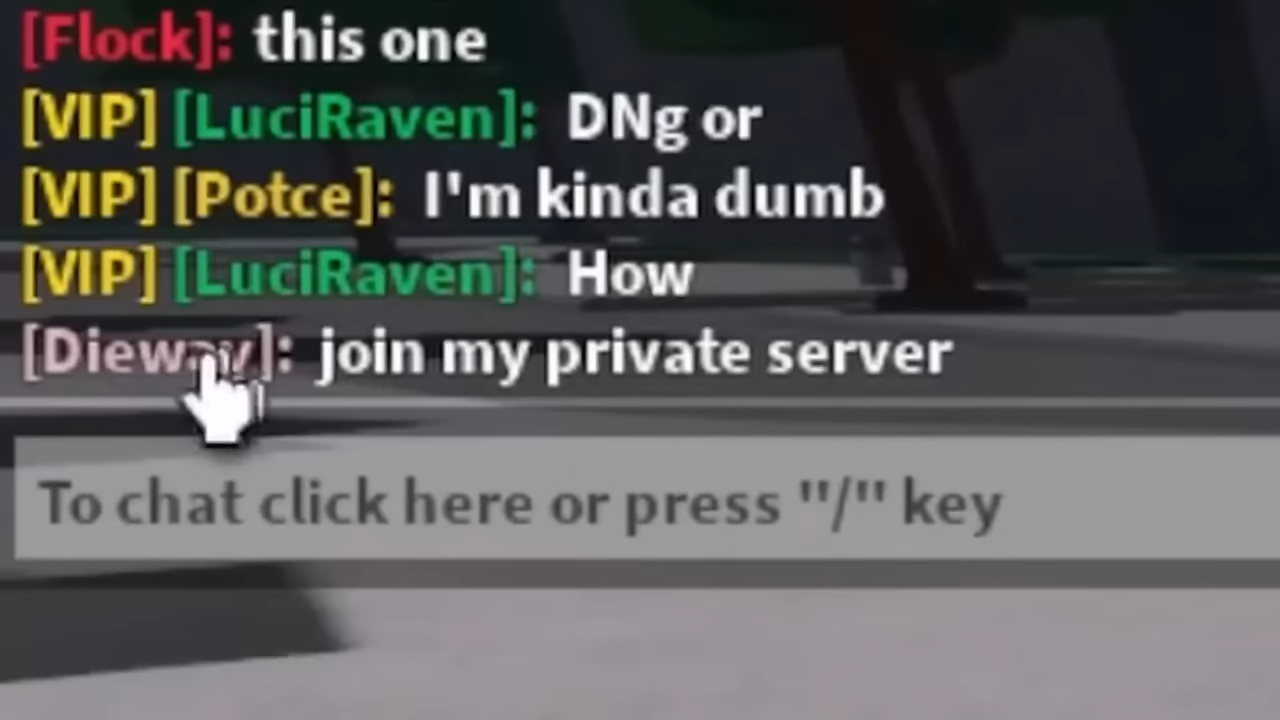 [Flock]: this one
[VIP] [LuciRaven]: DNg or
[VIP] [Potce]: I'm kinda dumb
[VIP] [LuciRaven]: How
[Dieway]: join my private server
To chat click here or press "/" key